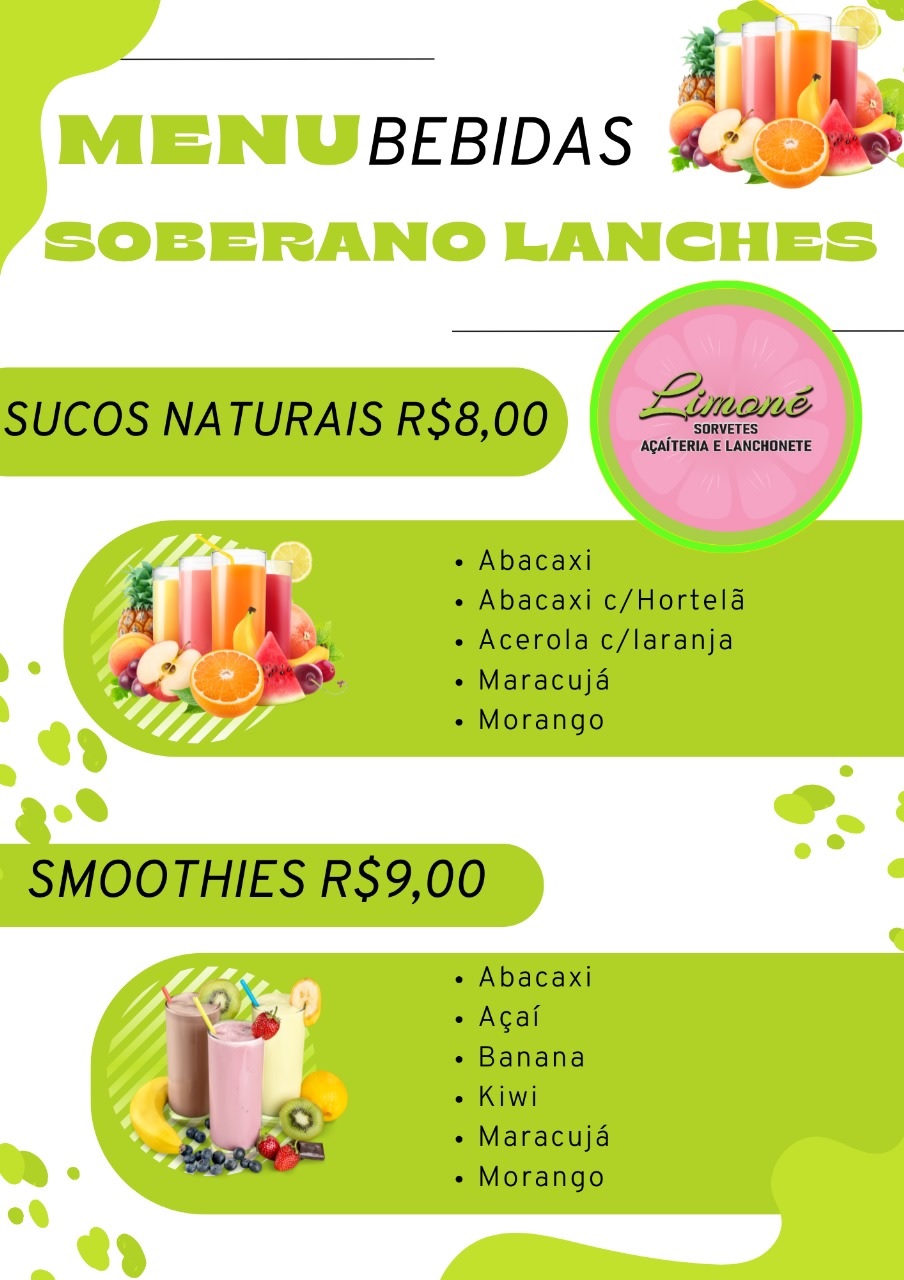 MENU BEBIDAS
SOBERANO LANCHES
Limoné
SORVETES
AÇAÍTERIA E LANCHONETE
SUCOS NATURAIS R$8,00
• Abacaxi
• Abacaxi c/Hortelã
• Acerola c/laranja
• Maracujá
• Morango
SMOOTHIES R$9,00
• Abacaxi
• Açaí
• Banana
• Kiwi
• Maracujá
• Morango